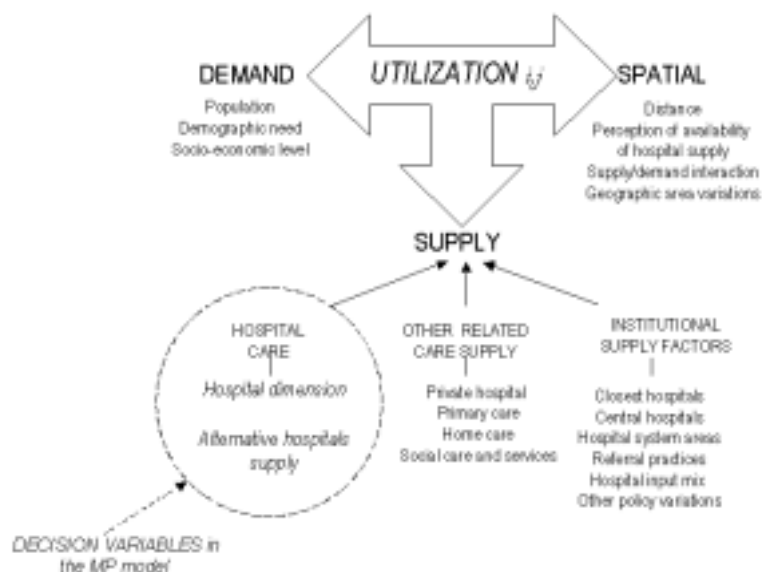 UTILIZATION i,j
DEMAND
Population
Demographic need
Socio-economic level
SPATIAL
Distance
Perception of availability
of hospital supply
Supply/demand interaction
Geographic area variations
SUPPLY
HOSPITAL
CARE
Hospital dimension
Alternative hospitals
supply
OTHER RELATED
CARE SUPPLY
Private hospital
Primary care
Home care
Social care and services
INSTITUTIONAL
SUPPLY FACTORS
Closest hospitals
Central hospitals
Hospital system areas
Referral practices
Hospital input mix
Other policy variations
DECISION VARIABLES in
the MP model